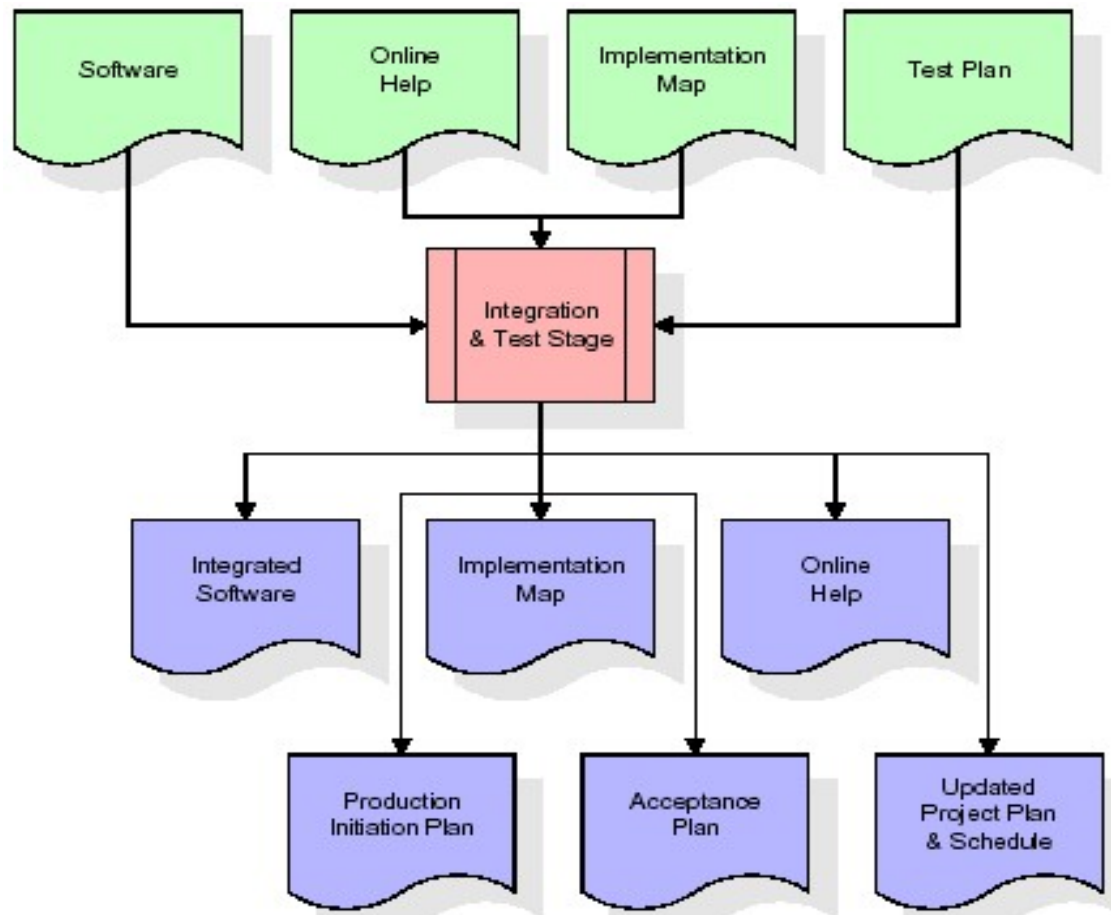 Software
Online
Help
Implementation
Map
Test Plan
Integration
& Test Stage
Integrated
Software
Implementation
Map
Online
Help
Production
Initiation Plan
Acceptance
Plan
Updated
Project Plan
& Schedule